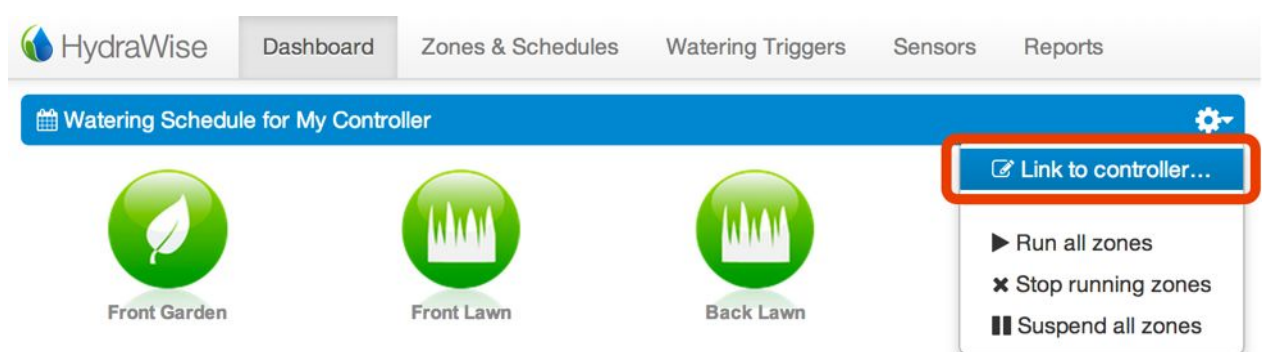 HydraWise Dashboard Zones & Schedules Watering Triggers Sensors Reports
Watering Schedule for My Controller
Link to controller...
Run all zones
Stop running zones
Suspend all zones
Front Garden Front Lawn Back Lawn